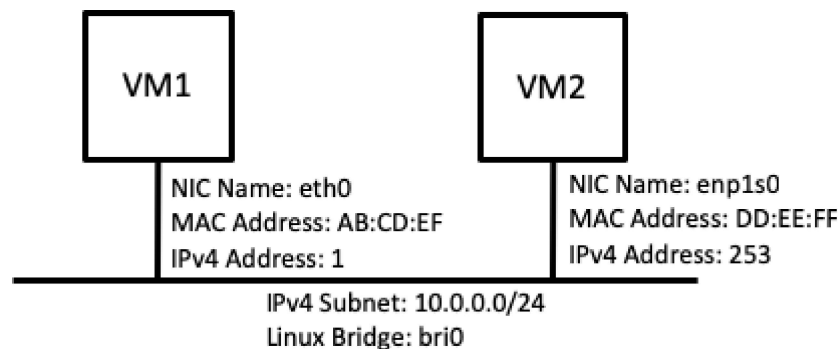 VM1
VM2
NIC Name: eth0
MAC Address: AB:CD:EF
IPv4 Address: 1
NIC Name: enp1s0
MAC Address: DD:EE:FF
IPv4 Address: 253
IPv4 Subnet: 10.0.0.0/24
Linux Bridge: bri0